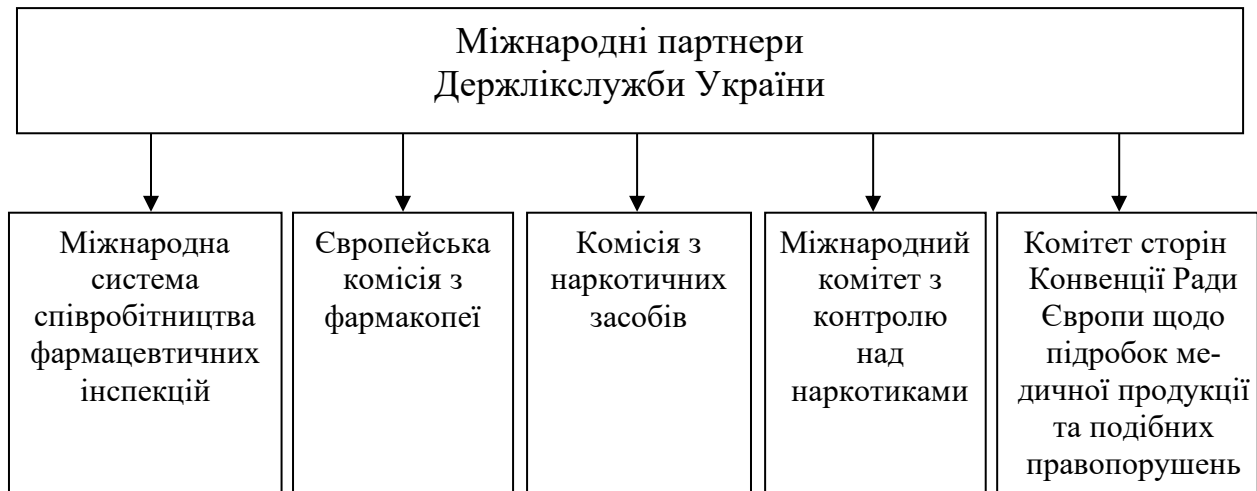 Міжнародні партнери
Держлікслужби України
Міжнародна
система
співробітництва
фармацевтичних
інспекцій
Європейська
комісія з
фармакопеї
Комісія з
наркотичних
засобів
Міжнародний
комітет з
контролю
над
наркотиками
Комітет сторін
Конвенції Ради
Європи щодо
підробок ме-
дичної продукції
та подібних
правопорушень